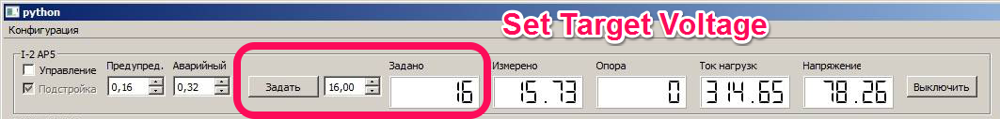 python
Set Target Voltage
Конфигурация
I-2 AP5
Управление
Предупред.
Аварийный
Задано
Измерено
Опора
Ток нагрузк
Напряжение
Подстройка
0,16
0,32
Задать
16,00
16
15.73
0
314.65
78.26
Выключить